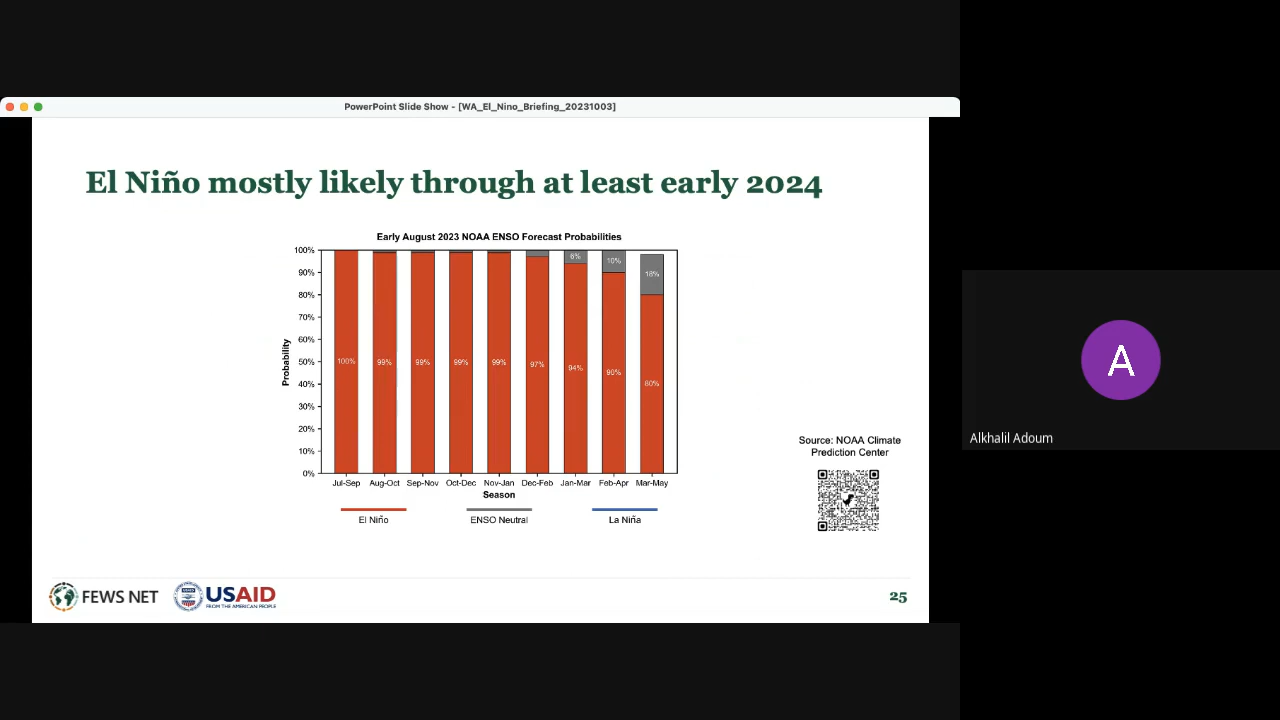 PowerPoint Slide Show - [WA_El_Nino_Briefing_20231003]
El Niño mostly likely through at least early 2024
Early August 2023 NOAA ENSO Forecast Probabilities
100%
90%
80%
70%
60%
50%
40%
30%
20%
10%
0%
Probability
6%
10%
18%
100%
99%
99%
99%
99%
97%
94%
90%
80%
Jul-Sep Aug-Oct Sep-Nov Oct-Dec Nov-Jan Dec-Feb Jan-Mar Feb-Apr Mar-May
Season
El Niño
ENSO Neutral
La Niña
Source: NOAA Climate
Prediction Center
A
Alkhalil Adoum
FEWS NET
USAID
FROM THE AMERICAN PEOPLE
25